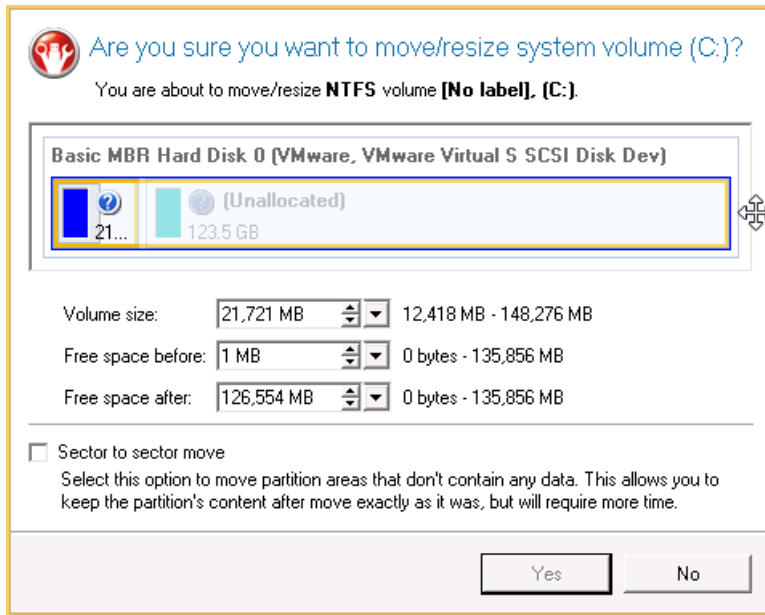 Are you sure you want to move/resize system volume (C:)?
You are about to move/resize NTFS volume [No label], (C:).
Basic MBR Hard Disk 0 (VMware, VMware Virtual S SCSI Disk Dev)
(Unallocated)
21... 123.5 GB
Volume size: 21,721 MB 12,418 MB - 148,276 MB
Free space before: 1 MB 0 bytes - 135,856 MB
Free space after: 126,554 MB 0 bytes - 135,856 MB
Sector to sector move
Select this option to move partition areas that don't contain any data. This allows you to
keep the partition's content after move exactly as it was, but will require more time.
Yes No